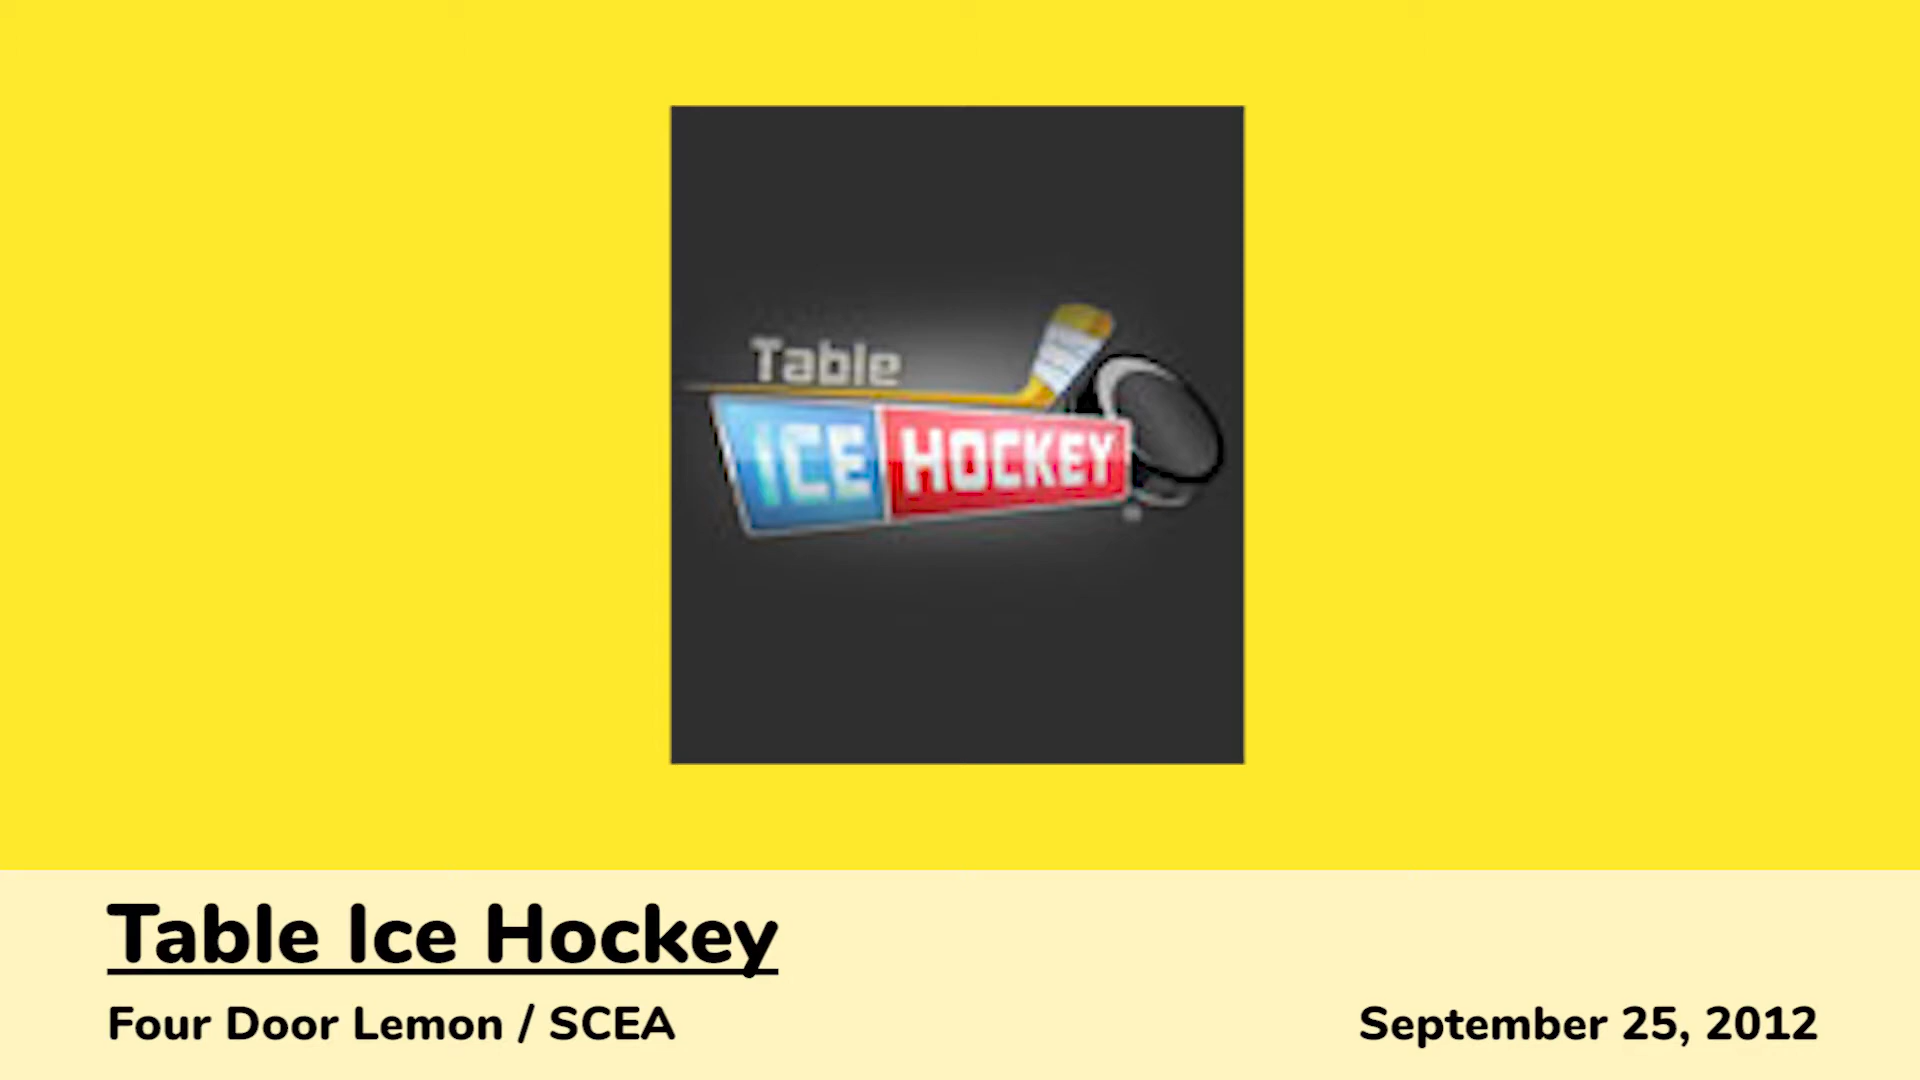 Table
ICE HOCKEY
Table Ice Hockey
Four Door Lemon / SCEA
September 25, 2012